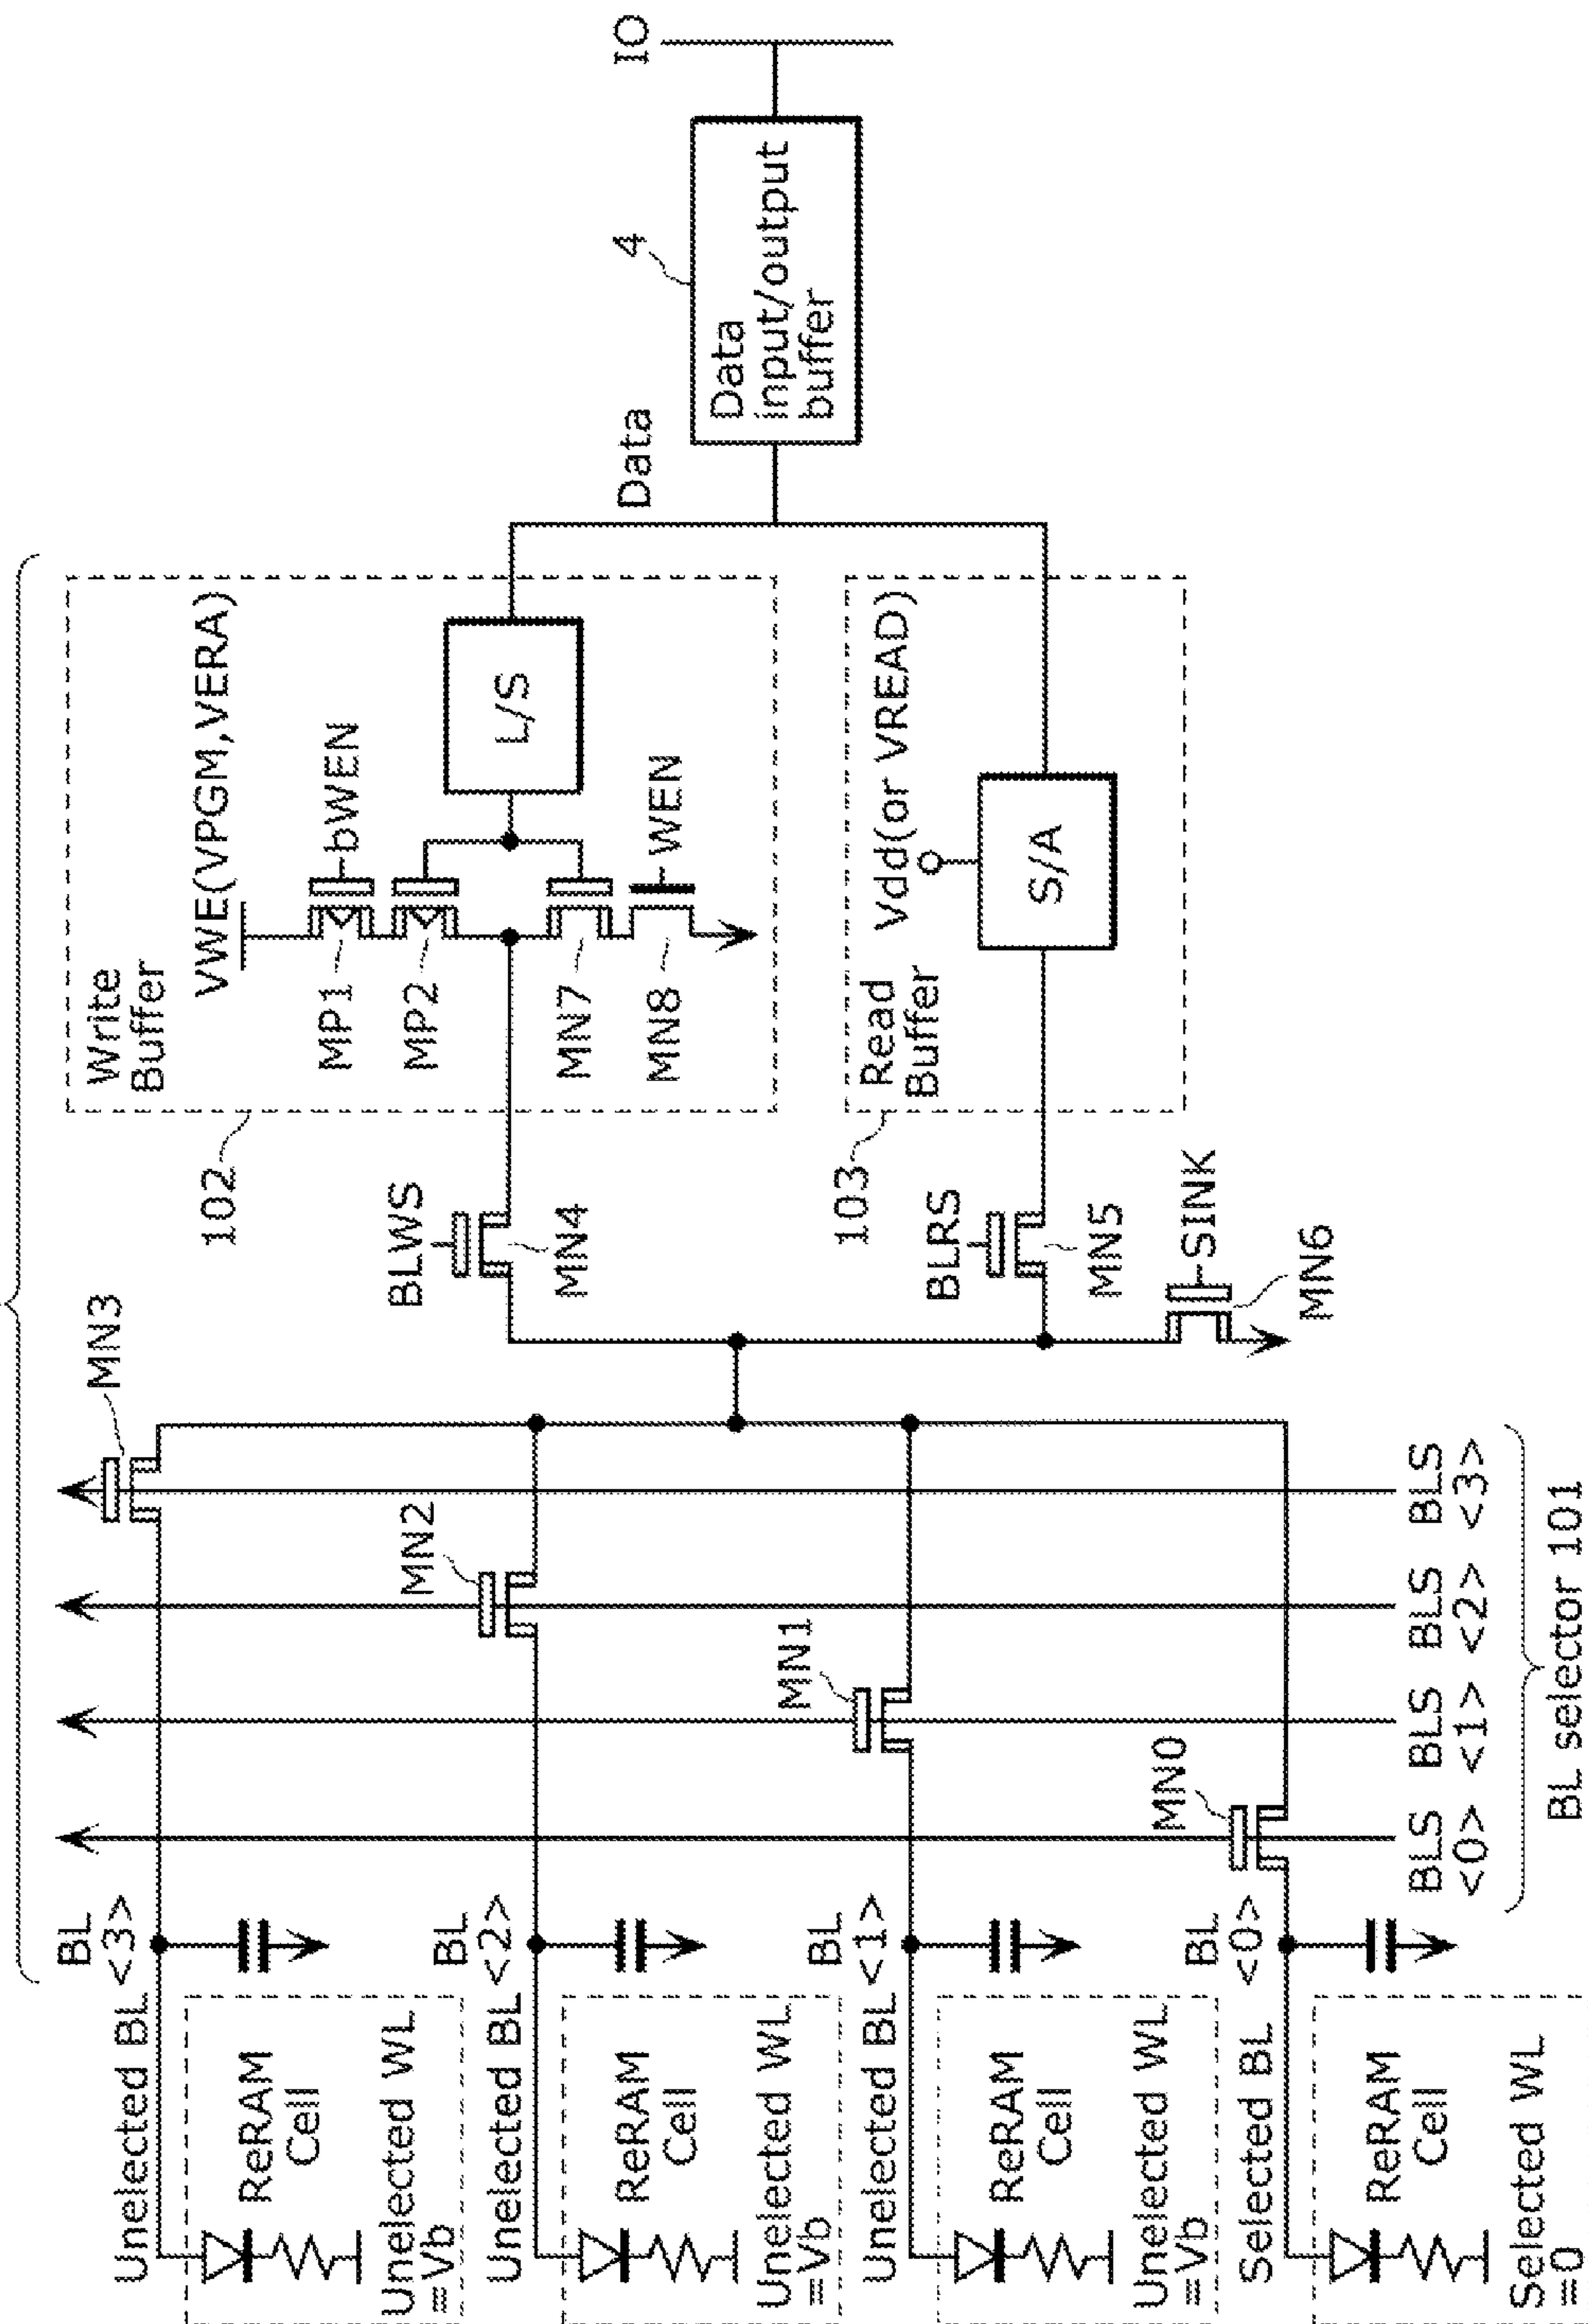 Unelected BL
BL
<3>
ReRAM
Cell
Unelected WL
=Vb
Unelected BL
BL
<2>
ReRAM
Cell
Unelected WL
=Vb
Unelected BL
BL
<1>
ReRAM
Cell
Unelected WL
=Vb
Selected BL
BL
<0>
ReRAM
Cell
Selected WL
=0
MN3
MN2
MN1
MN0
BLS
<0>
BLS
<1>
BLS
<2>
BLS
<3>
BL selector 101
BLWS
MN4
BLRS
MN5
SINK
MN6
102
Write
Buffer
VWE(VPGM,VERA)
MP1
bWEN
MP2
MN7
MN8
WEN
L/S
103
Read
Buffer
Vdd(or VREAD)
S/A
Data
4
Data
input/output
buffer
IO